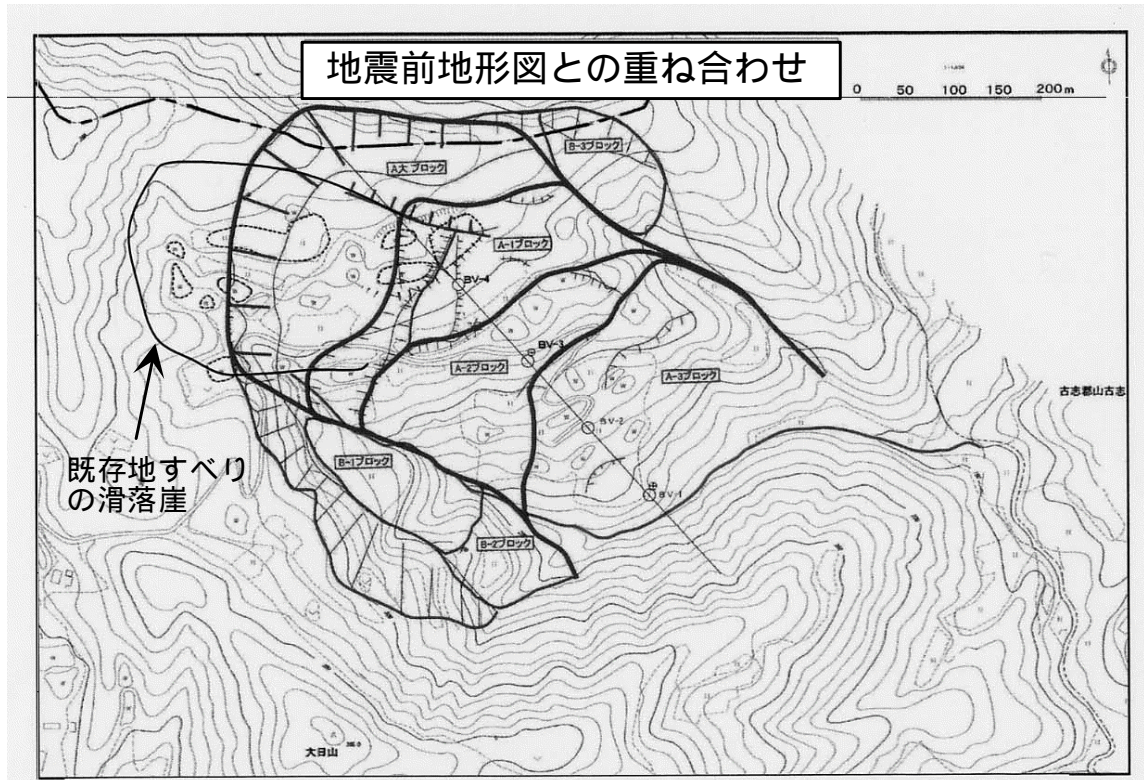 地震前地形図との重ね合わせ
0 50 100 150 200m
B-3ブロック
A大ブロック
A-1ブロック
BV-4
BV-3
A-2ブロック
A-3ブロック
古志郡山古志
BV-2
既存地すべり
の滑落崖
B-1ブロック
BV-1
B-2ブロック
大日山